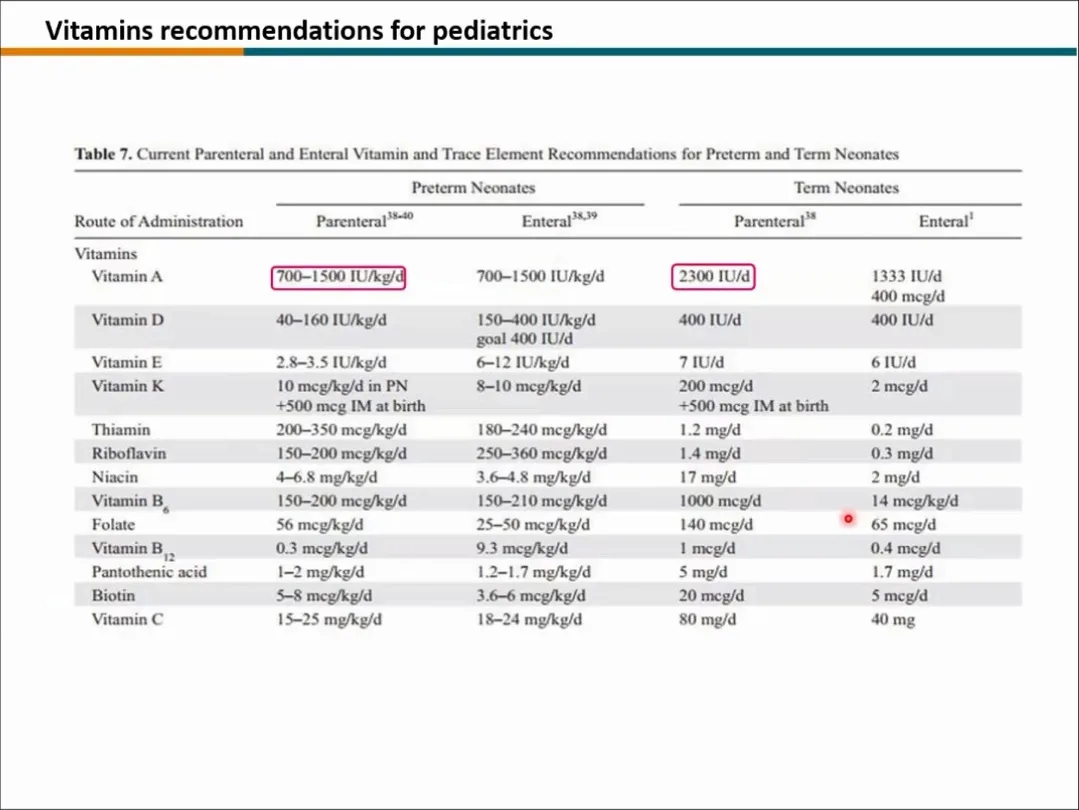 Vitamins recommendations for pediatrics
Table 7. Current Parenteral and Enteral Vitamin and Trace Element Recommendations for Preterm and Term Neonates
Preterm Neonates Term Neonates
Route of Administration Parenteral38-40 Enteral38,39 Parenteral38 Enteral1
Vitamins
Vitamin A 700–1500 IU/kg/d 700–1500 IU/kg/d 2300 IU/d 1333 IU/d
400 mcg/d
Vitamin D 40–160 IU/kg/d 150–400 IU/kg/d 400 IU/d 400 IU/d
goal 400 IU/d
Vitamin E 2.8–3.5 IU/kg/d 6–12 IU/kg/d 7 IU/d 6 IU/d
Vitamin K 10 mcg/kg/d in PN 8–10 mcg/kg/d 200 mcg/d 2 mcg/d
+500 mcg IM at birth +500 mcg IM at birth
Thiamin 200–350 mcg/kg/d 180–240 mcg/kg/d 1.2 mg/d 0.2 mg/d
Riboflavin 150–200 mcg/kg/d 250–360 mcg/kg/d 1.4 mg/d 0.3 mg/d
Niacin 4–6.8 mg/kg/d 3.6–4.8 mg/kg/d 17 mg/d 2 mg/d
Vitamin B6 150–200 mcg/kg/d 150–210 mcg/kg/d 1000 mcg/d 14 mcg/kg/d
Folate 56 mcg/kg/d 25–50 mcg/kg/d 140 mcg/d 65 mcg/d
Vitamin B12 0.3 mcg/kg/d 9.3 mcg/kg/d 1 mcg/d 0.4 mcg/d
Pantothenic acid 1–2 mg/kg/d 1.2–1.7 mg/kg/d 5 mg/d 1.7 mg/d
Biotin 5–8 mcg/kg/d 3.6–6 mcg/kg/d 20 mcg/d 5 mcg/d
Vitamin C 15–25 mg/kg/d 18–24 mg/kg/d 80 mg/d 40 mg